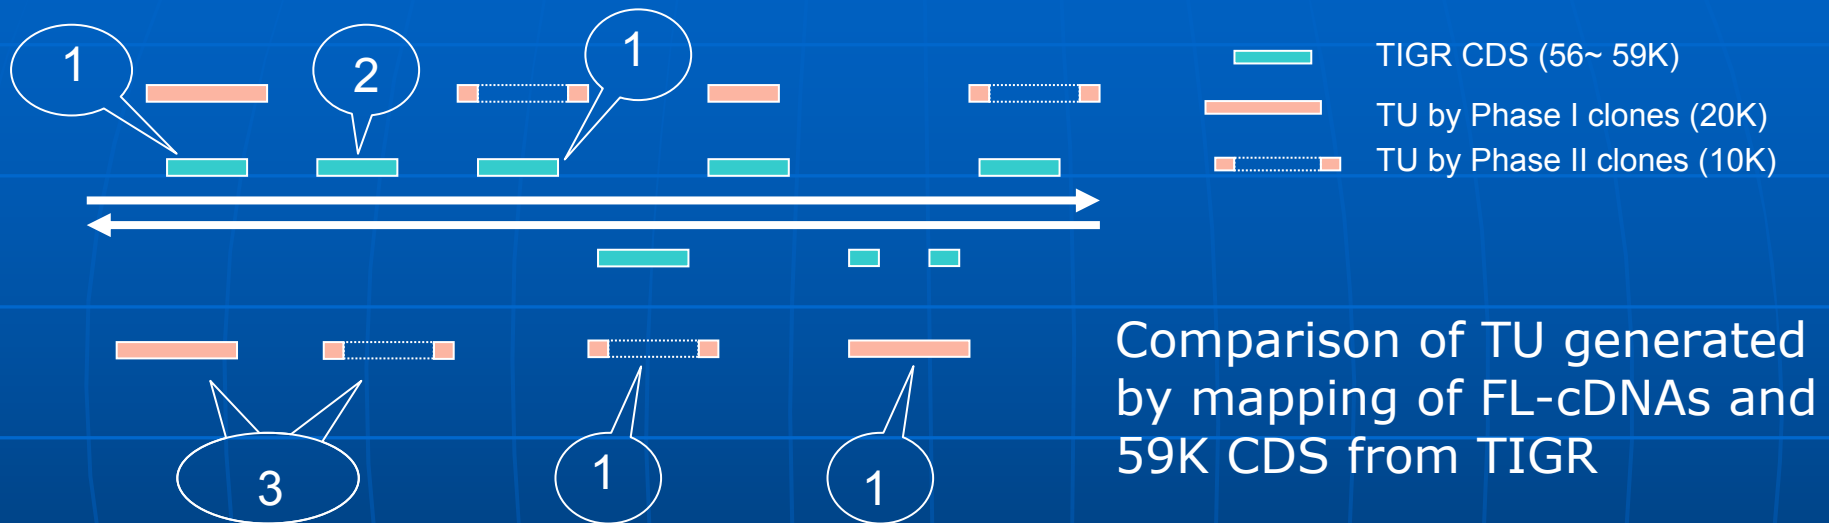 1
2
1
TIGR CDS (56~ 59K)
TU by Phase I clones (20K)
TU by Phase II clones (10K)
Comparison of TU generated
by mapping of FL-cDNAs and
59K CDS from TIGR
3
1
1